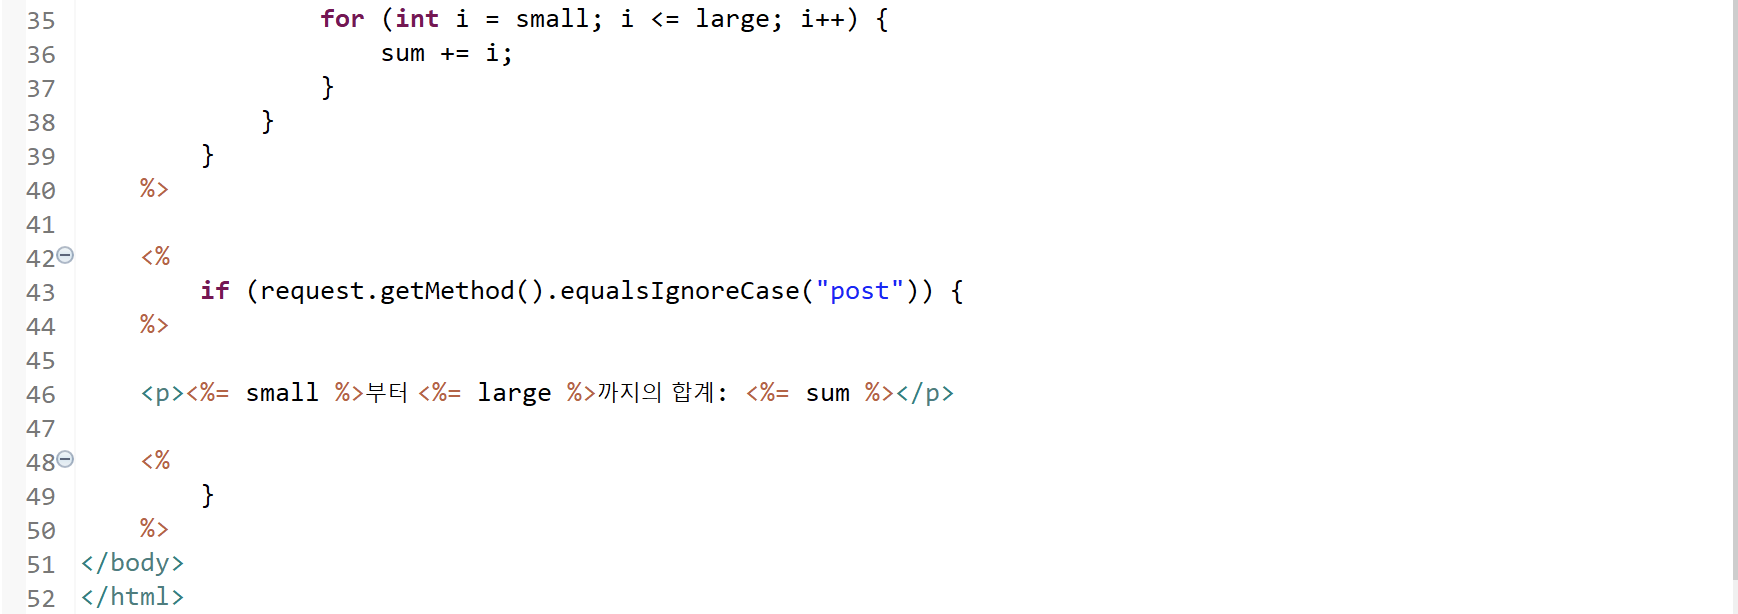 35 for (int i = small; i <= large; i++) {
36 sum += i;
37 }
38 }
39 }
40 %>
41
42 <%
43 if (request.getMethod().equalsIgnoreCase("post")) {
44 %>
45
46 <p><%= small %>부터 <%= large %>까지의 합계: <%= sum %></p>
47
48 <%
49 }
50 %>
51 </body>
52 </html>